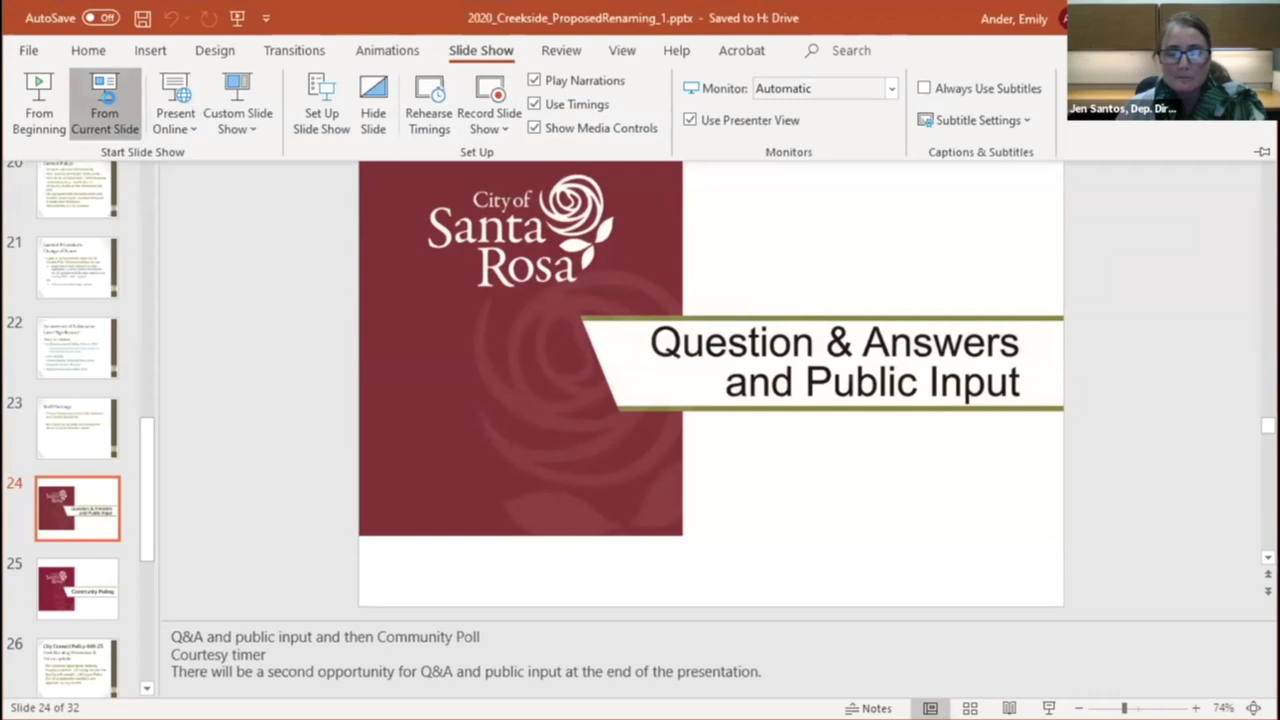 AutoSave Off
2020_Creekside_ProposedRenaming_1.pptx - Saved to H: Drive
Ander, Emily
File Home Insert Design Transitions Animations Slide Show Review View Help Acrobat Search
From Beginning
From Current Slide
Present Online
Custom Slide Show
Start Slide Show
Set Up Slide Show
Hide Slide
Rehearse Timings
Record Slide Show
Play Narrations
Use Timings
Show Media Controls
Set Up
Monitor: Automatic
Use Presenter View
Monitors
Always Use Subtitles
Subtitle Settings
Captions & Subtitles
Jen Santos, Dep. Dir...
20
21
22
23
24
Question & Answers
and Public Input
25
Community Polling
26
City of
Santa
Rosa
Question & Answers
and Public Input
Q&A and public input and then Community Poll
Courtesy timer
There will be a second opportunity for Q&A and public input at the end of the presentation.
Slide 24 of 32
Notes
74%